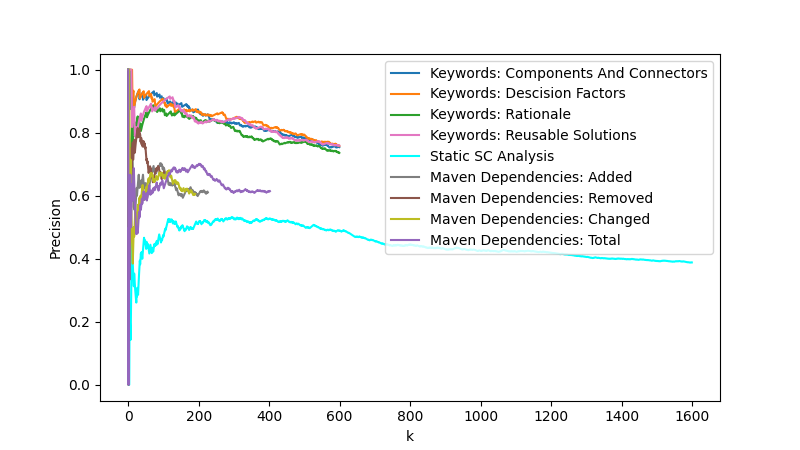 1.0
0.8
0.6
0.4
0.2
0.0
Precision
0
200
400
600
800
1000
1200
1400
1600
k
Keywords: Components And Connectors
Keywords: Descision Factors
Keywords: Rationale
Keywords: Reusable Solutions
Static SC Analysis
Maven Dependencies: Added
Maven Dependencies: Removed
Maven Dependencies: Changed
Maven Dependencies: Total